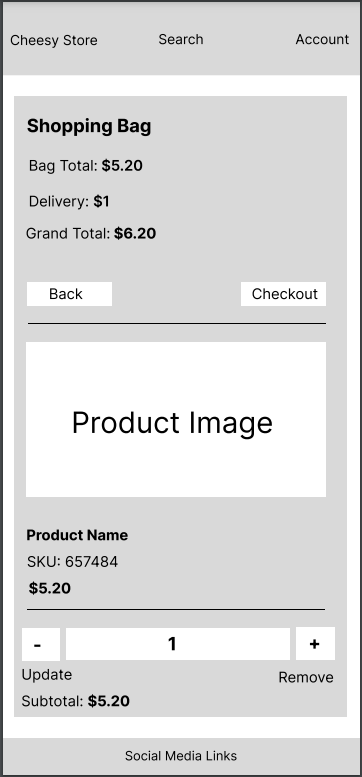 Cheesy Store Search Account
Shopping Bag
Bag Total: $5.20
Delivery: $1
Grand Total: $6.20
Back Checkout
Product Image
Product Name
SKU: 657484
$5.20
- 1 +
Update Remove
Subtotal: $5.20
Social Media Links